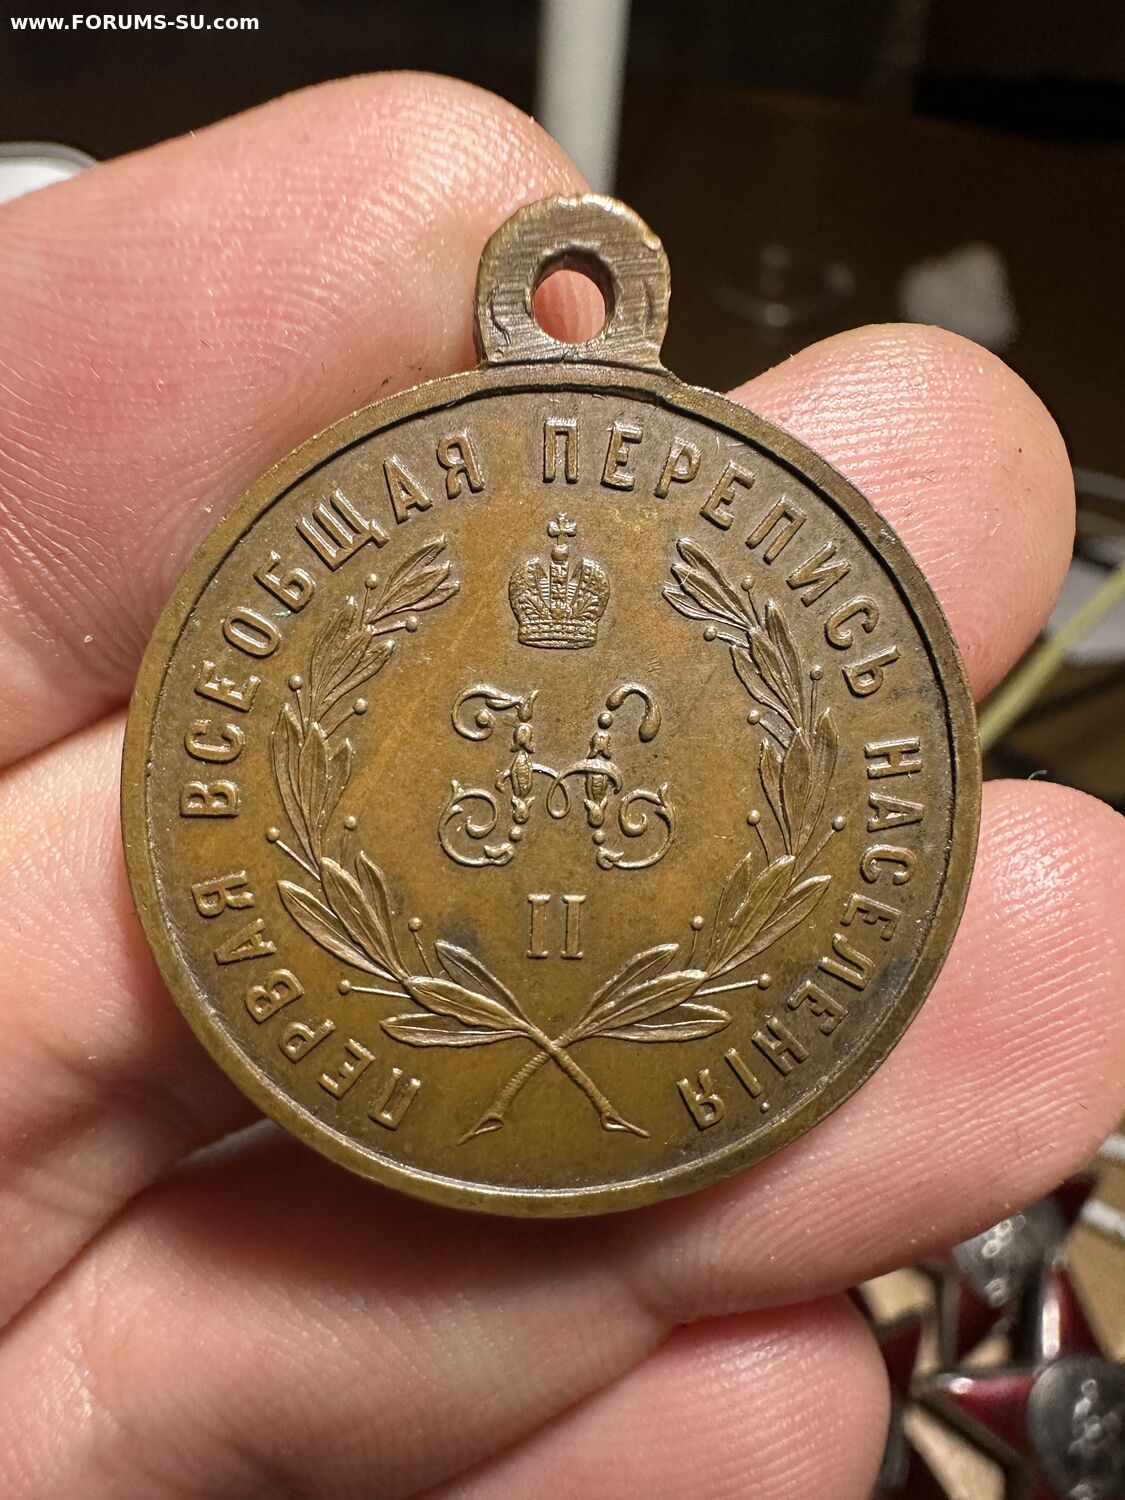 www.FORUMS-SU.com
ПЕРВАЯ ВСЕОБЩАЯ ПЕРЕПИСЬ НАСЕЛЕНІЯ
Н
II